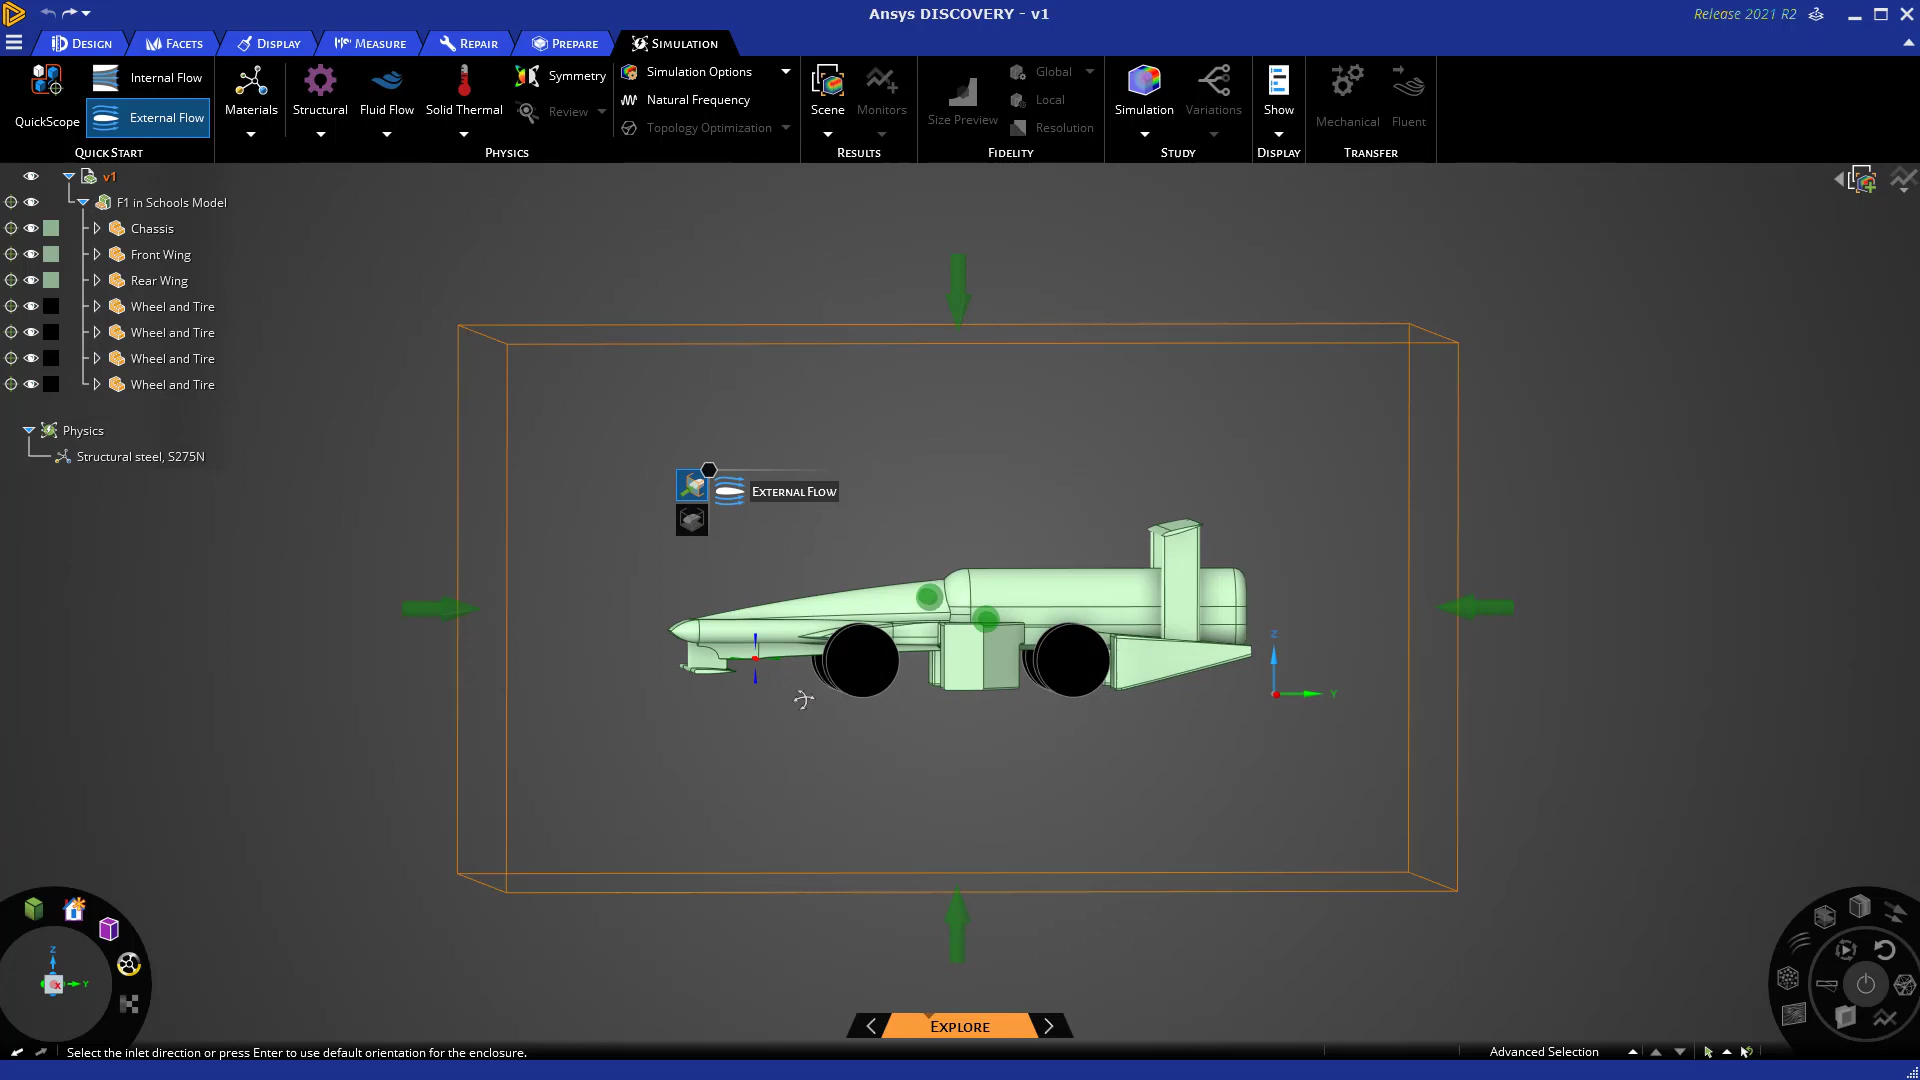 Ansys DISCOVERY - v1
Release 2021 R2
DESIGN
FACETS
DISPLAY
MEASURE
REPAIR
PREPARE
SIMULATION
QuickScope
Internal Flow
External Flow
QUICK START
Materials
Structural
Fluid Flow
Solid Thermal
Symmetry
Review
Simulation Options
Natural Frequency
Topology Optimization
PHYSICS
Scene
Monitors
RESULTS
Size Preview
Global
Local
Resolution
FIDELITY
Simulation
Variations
STUDY
Show
DISPLAY
Mechanical
Fluent
TRANSFER
v1
F1 in Schools Model
Chassis
Front Wing
Rear Wing
Wheel and Tire
Wheel and Tire
Wheel and Tire
Wheel and Tire
Physics
Structural steel, S275N
EXTERNAL FLOW
Z
Y
Z
X
Y
EXPLORE
Select the inlet direction or press Enter to use default orientation for the enclosure.
Advanced Selection